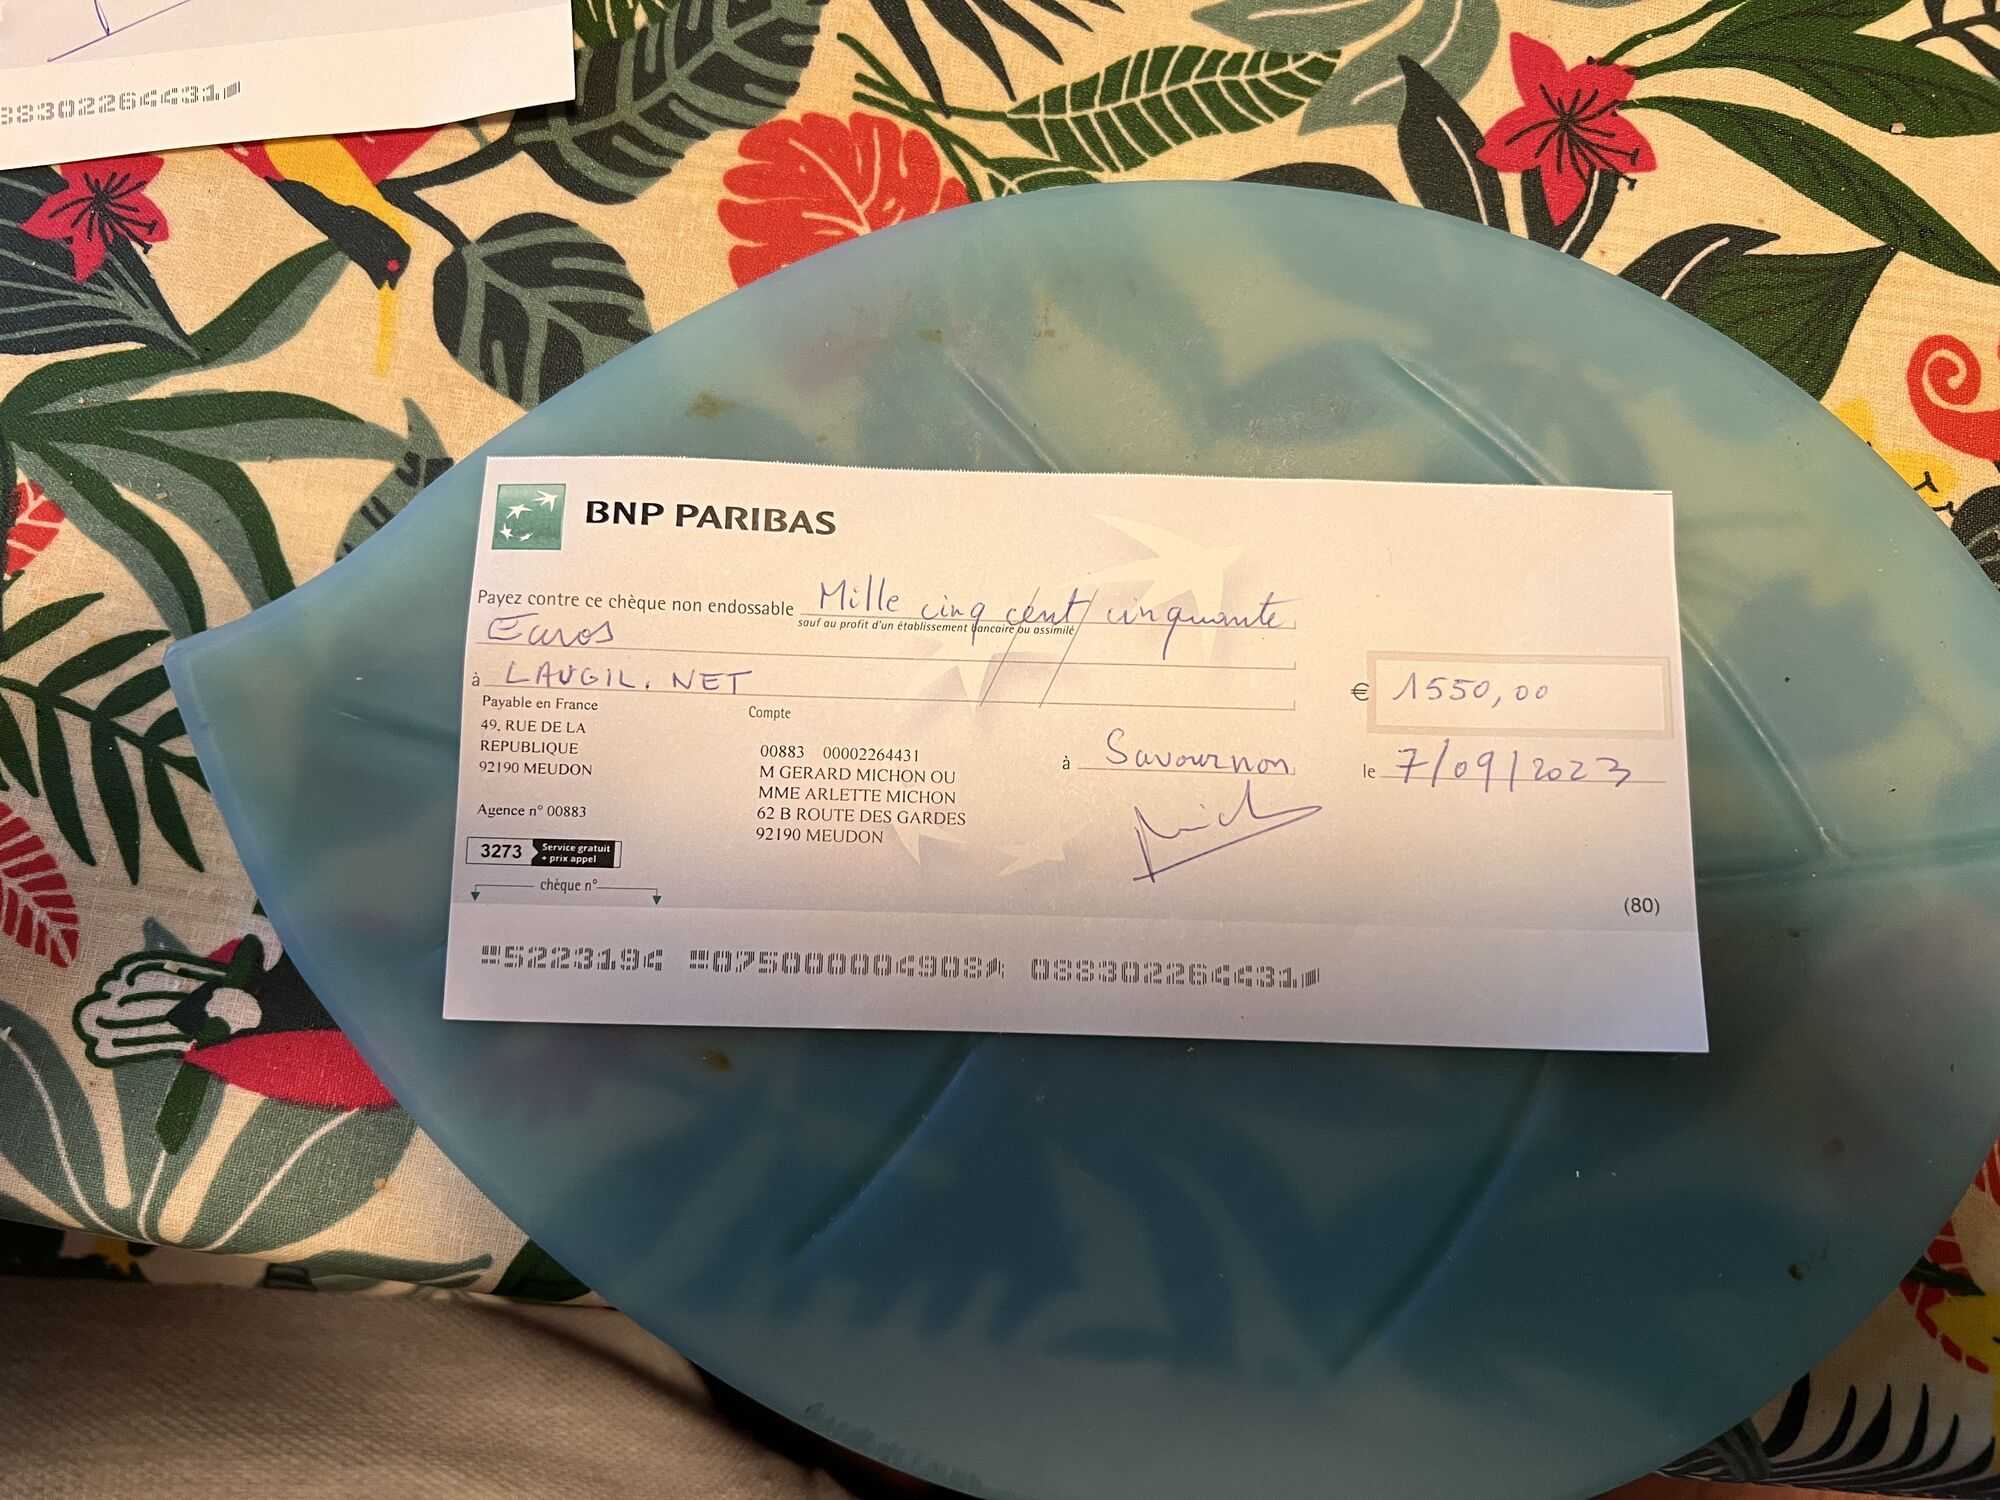 883022644 31
BNP PARIBAS
Payez contre ce chèque non endossable Mille cinq cent cinquante
sauf au profit d'un établissement bancaire ou assimilé
Euros
à LAUGIL.NET
€ 1550,00
Payable en France
49, RUE DE LA
REPUBLIQUE
92190 MEUDON
Agence n° 00883
Compte
00883 00002264431
M GERARD MICHON OU
MME ARLETTE MICHON
62 B ROUTE DES GARDES
92190 MEUDON
à Savournon
le 7/09/2023
3273 Service gratuit
+ prix appel
chèque n°
(80)
5223194 075000004908 088302264431